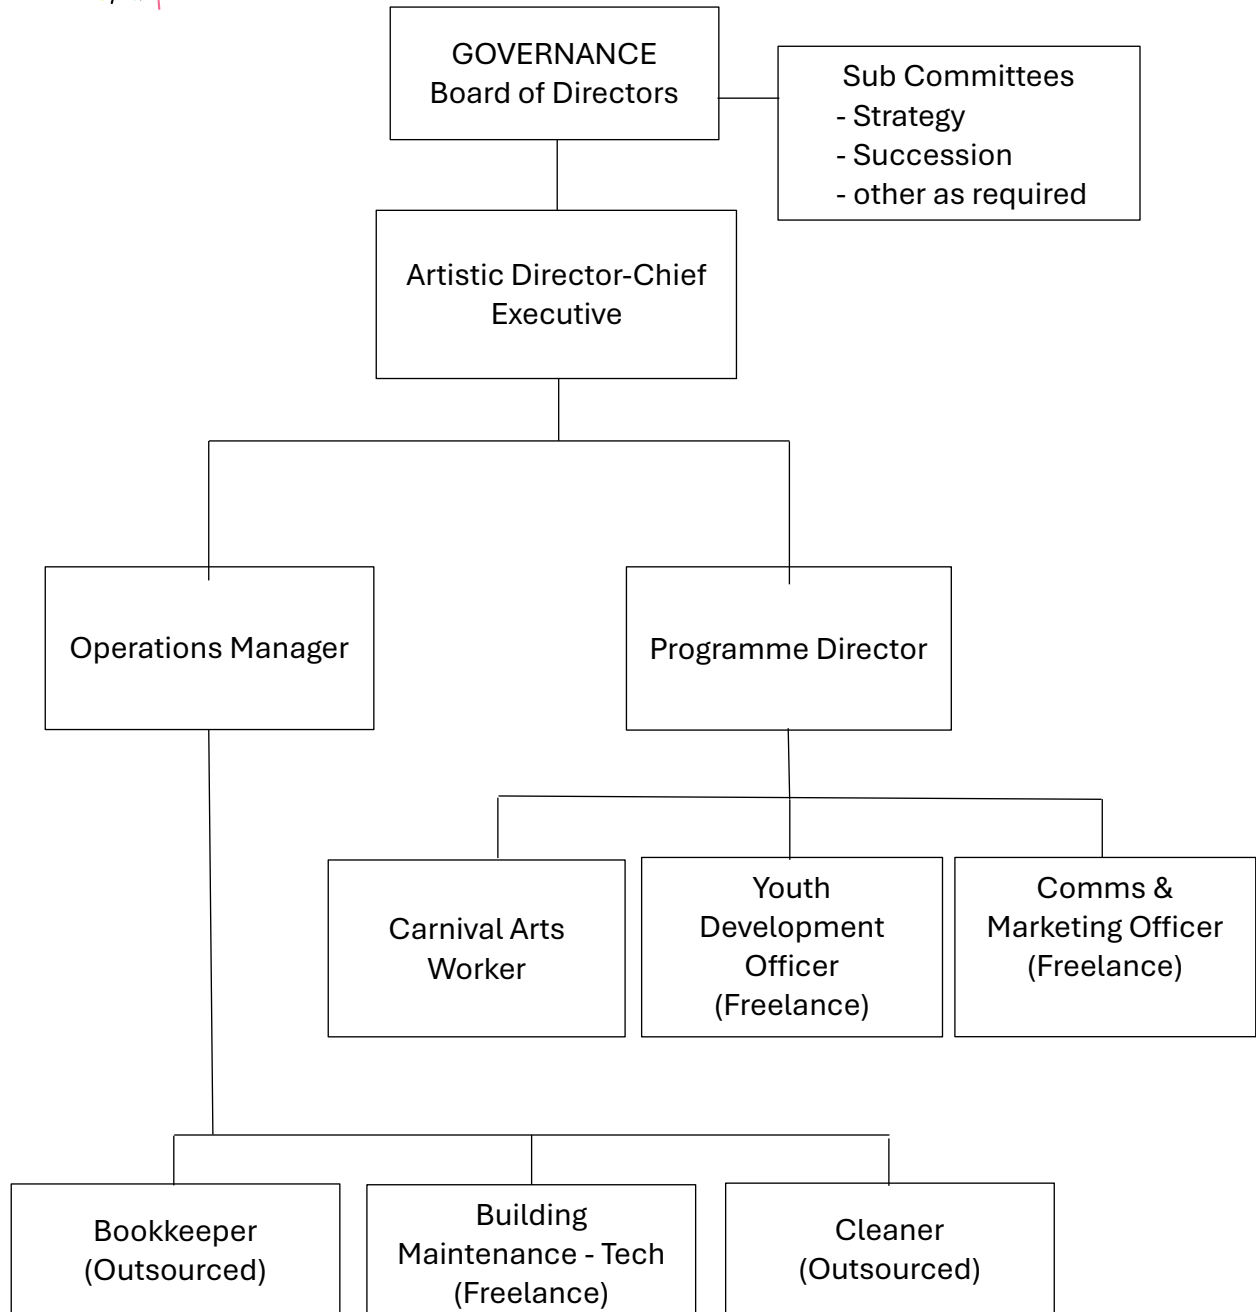 GOVERNANCE
Board of Directors
Sub Committees
- Strategy
- Succession
- other as required
Artistic Director-Chief
Executive
Operations Manager
Programme Director
Carnival Arts
Worker
Youth
Development
Officer
(Freelance)
Comms &
Marketing Officer
(Freelance)
Bookkeeper
(Outsourced)
Building
Maintenance - Tech
(Freelance)
Cleaner
(Outsourced)